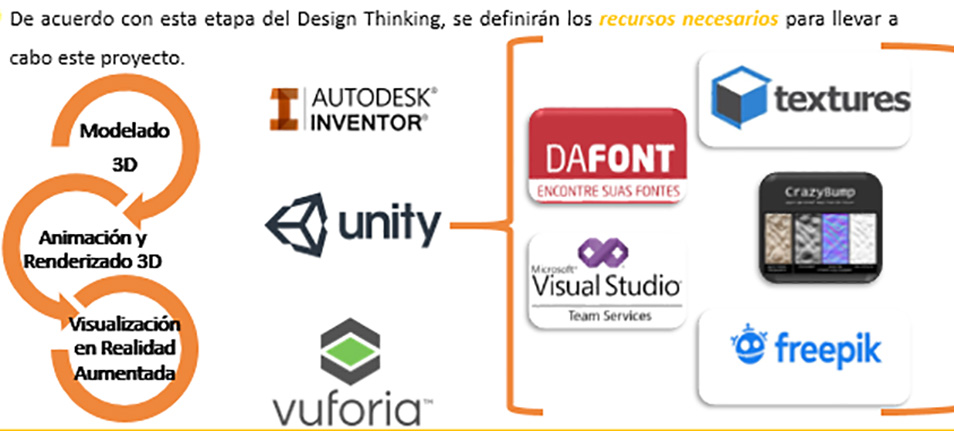 De acuerdo con esta etapa del Design Thinking, se definirán los recursos necesarios para llevar a
cabo este proyecto.
Modelado
3D
Animación y
Renderizado 3D
Visualización
en Realidad
Aumentada
AUTODESK®
INVENTOR®
unity
vuforia™
DAFONT
ENCONTRE SUAS FONTES
Microsoft®
Visual Studio
Team Services
textures
CrazyBump
freepik